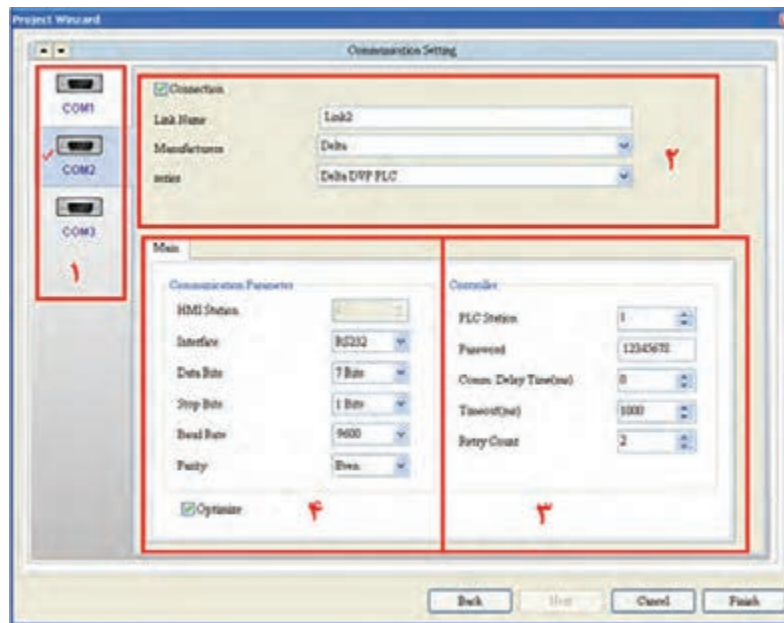 Project Winzard
Communication Setting
COM1
COM2
COM3
۱
Connection
Link Name
Link2
Manufacturer
Delta
series
Delta DVP PLC
۲
Main
Communication Parameter
HMI Station
Interface
RS232
Data Bits
7 Bits
Stop Bits
1 Bits
Baud Rate
9600
Parity
Even
Optimize
۴
Controller
PLC Station
1
Password
12345678
Comm. Delay Time(ms)
0
Timeout(ms)
1000
Retry Count
2
۳
Back
Next
Cancel
Finish